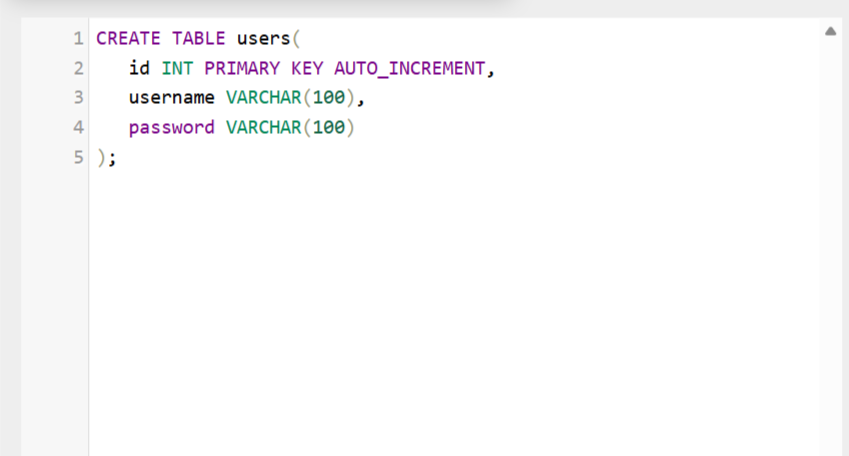 1 CREATE TABLE users(
2 id INT PRIMARY KEY AUTO_INCREMENT,
3 username VARCHAR(100),
4 password VARCHAR(100)
5 );